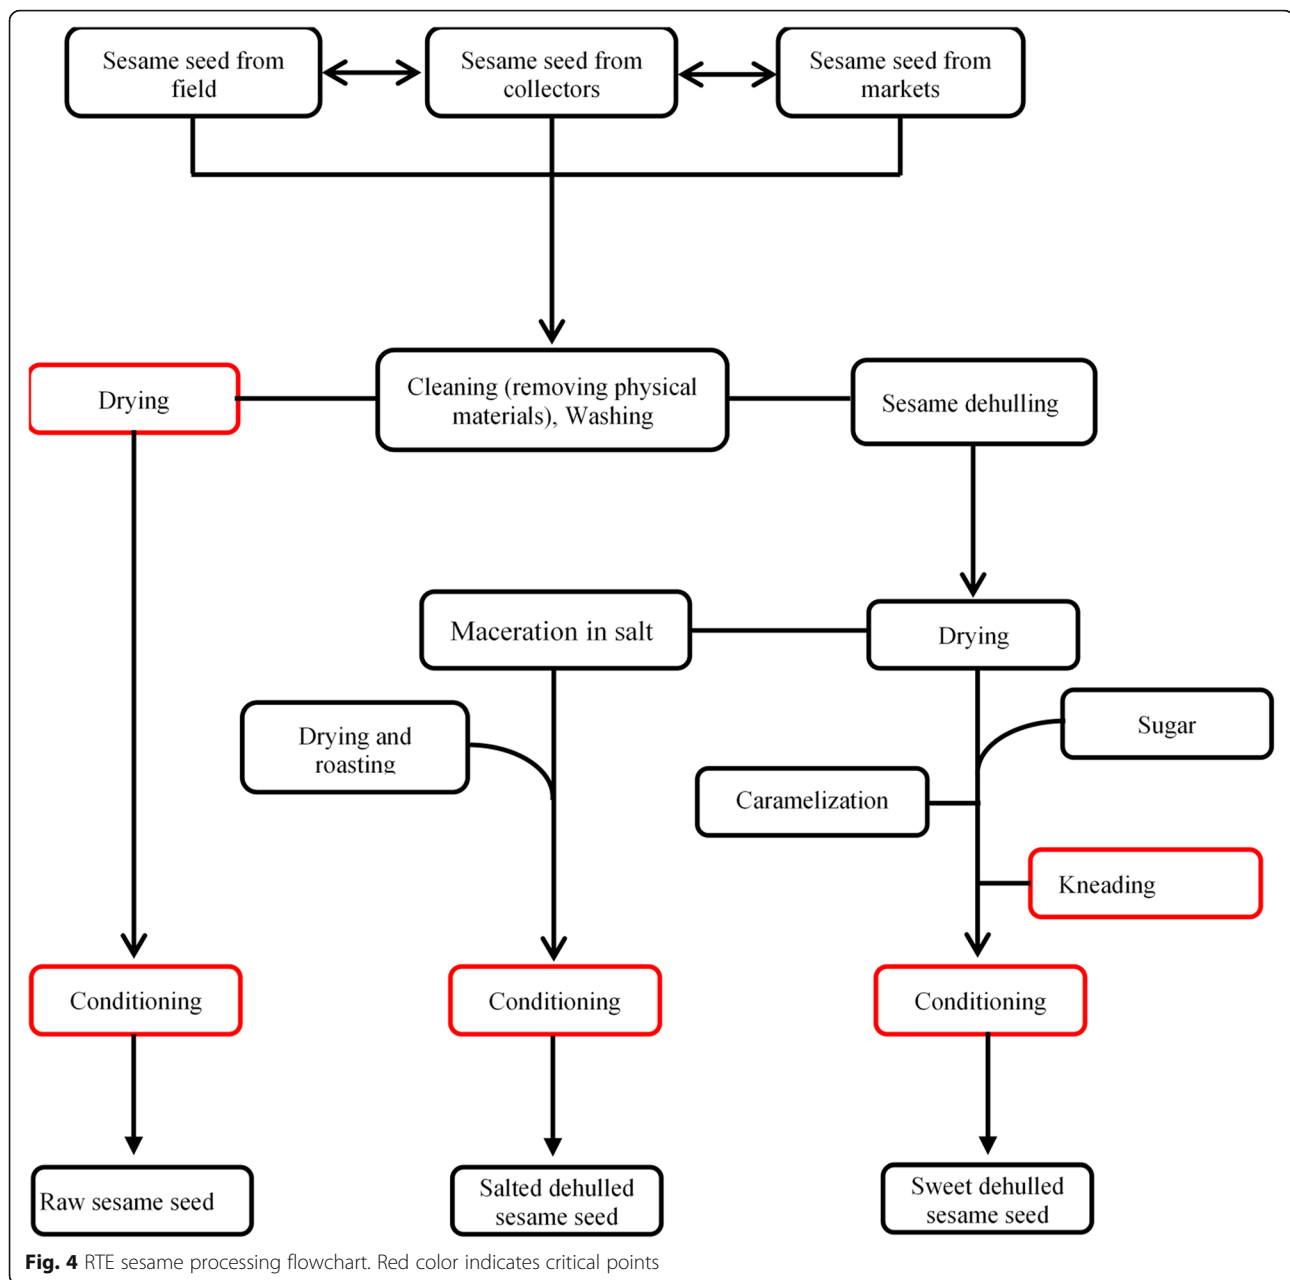 Sesame seed from
field
Sesame seed from
collectors
Sesame seed from
markets
Drying
Cleaning (removing physical
materials), Washing
Sesame dehulling
Maceration in salt
Drying
Drying and
roasting
Sugar
Caramelization
Kneading
Conditioning
Conditioning
Conditioning
Raw sesame seed
Salted dehulled
sesame seed
Sweet dehulled
sesame seed
Fig. 4 RTE sesame processing flowchart. Red color indicates critical points